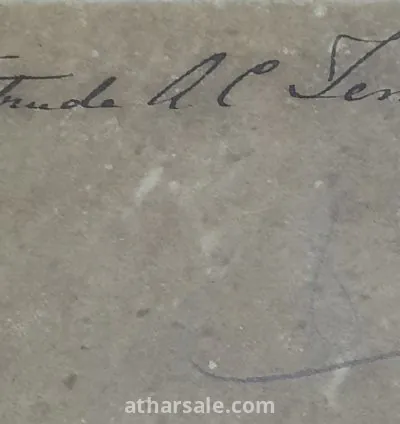 trude A C Ten
atharsale.com